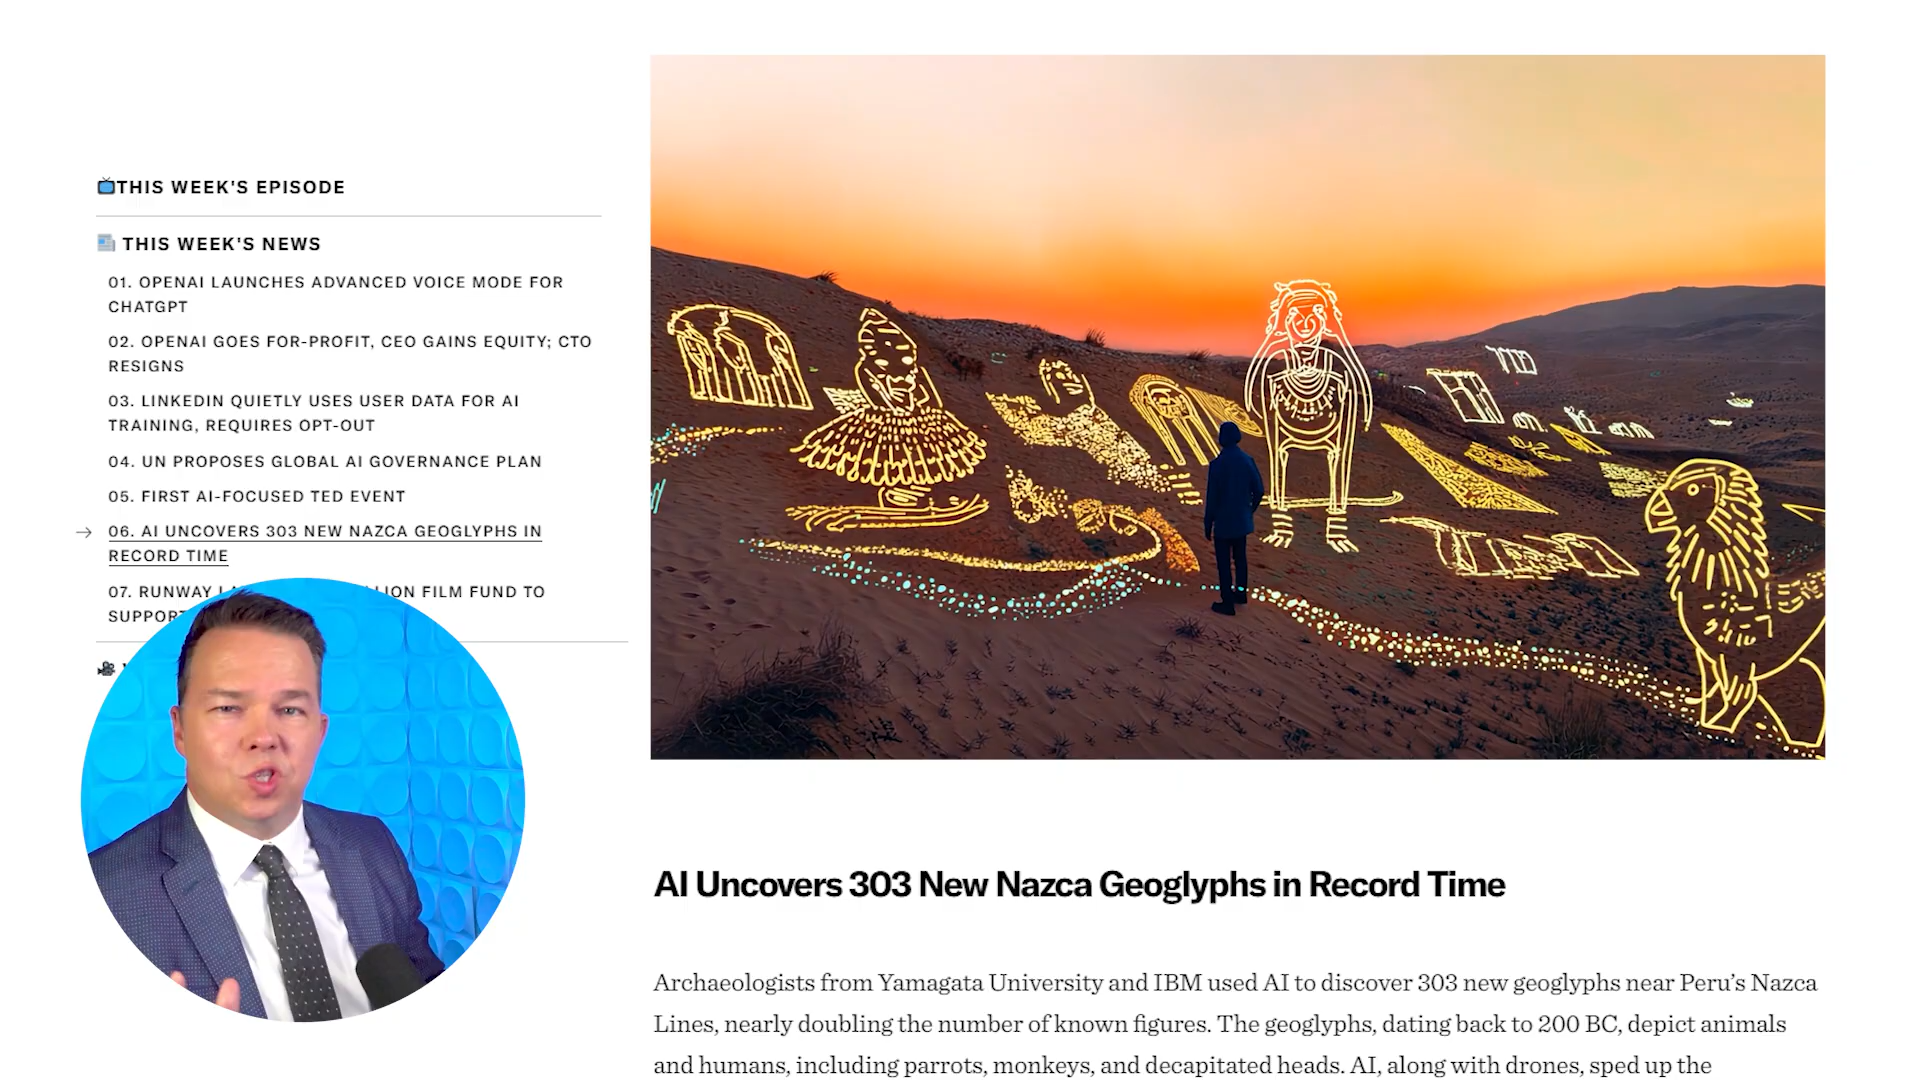 THIS WEEK'S EPISODE
THIS WEEK'S NEWS
01. OPENAI LAUNCHES ADVANCED VOICE MODE FOR
CHATGPT
02. OPENAI GOES FOR-PROFIT, CEO GAINS EQUITY; CTO
RESIGNS
03. LINKEDIN QUIETLY USES USER DATA FOR AI
TRAINING, REQUIRES OPT-OUT
04. UN PROPOSES GLOBAL AI GOVERNANCE PLAN
05. FIRST AI-FOCUSED TED EVENT
06. AI UNCOVERS 303 NEW NAZCA GEOGLYPHS IN
RECORD TIME
07. RUNWAY FILM FUND TO
AI Uncovers 303 New Nazca Geoglyphs in Record Time
Archaeologists from Yamagata University and IBM used AI to discover 303 new geoglyphs near Peru’s Nazca
Lines, nearly doubling the number of known figures. The geoglyphs, dating back to 200 BC, depict animals
and humans, including parrots, monkeys, and decapitated heads. AI, along with drones, sped up the